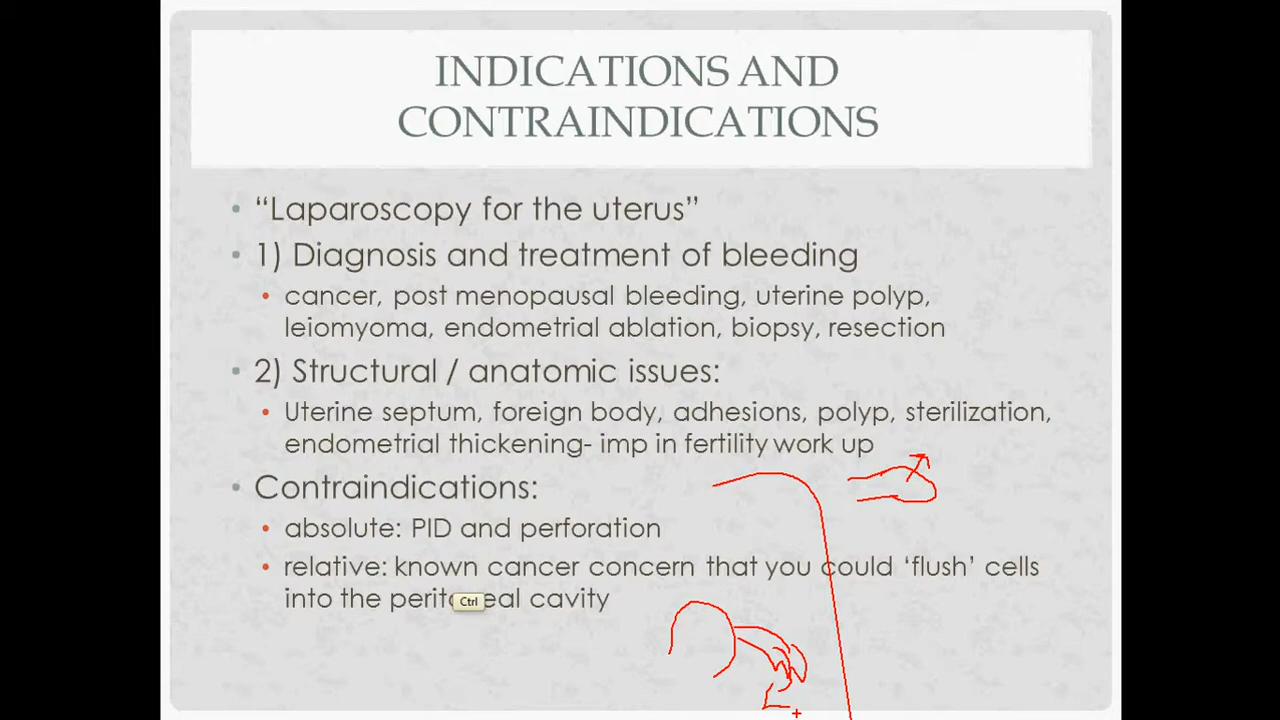 INDICATIONS AND
CONTRAINDICATIONS
• “Laparoscopy for the uterus”
• 1) Diagnosis and treatment of bleeding
• cancer, post menopausal bleeding, uterine polyp,
leiomyoma, endometrial ablation, biopsy, resection
• 2) Structural / anatomic issues:
• Uterine septum, foreign body, adhesions, polyp, sterilization,
endometrial thickening- imp in fertility work up
• Contraindications:
• absolute: PID and perforation
• relative: known cancer concern that you could ‘flush’ cells
into the peritoneal cavity
Ctrl